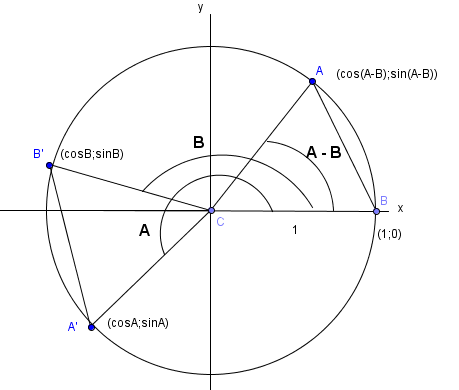 y
A
(cos(A-B);sin(A-B))
B
A - B
B' (cosB;sinB)
B
x
A
C
1
(1;0)
A' (cosA;sinA)